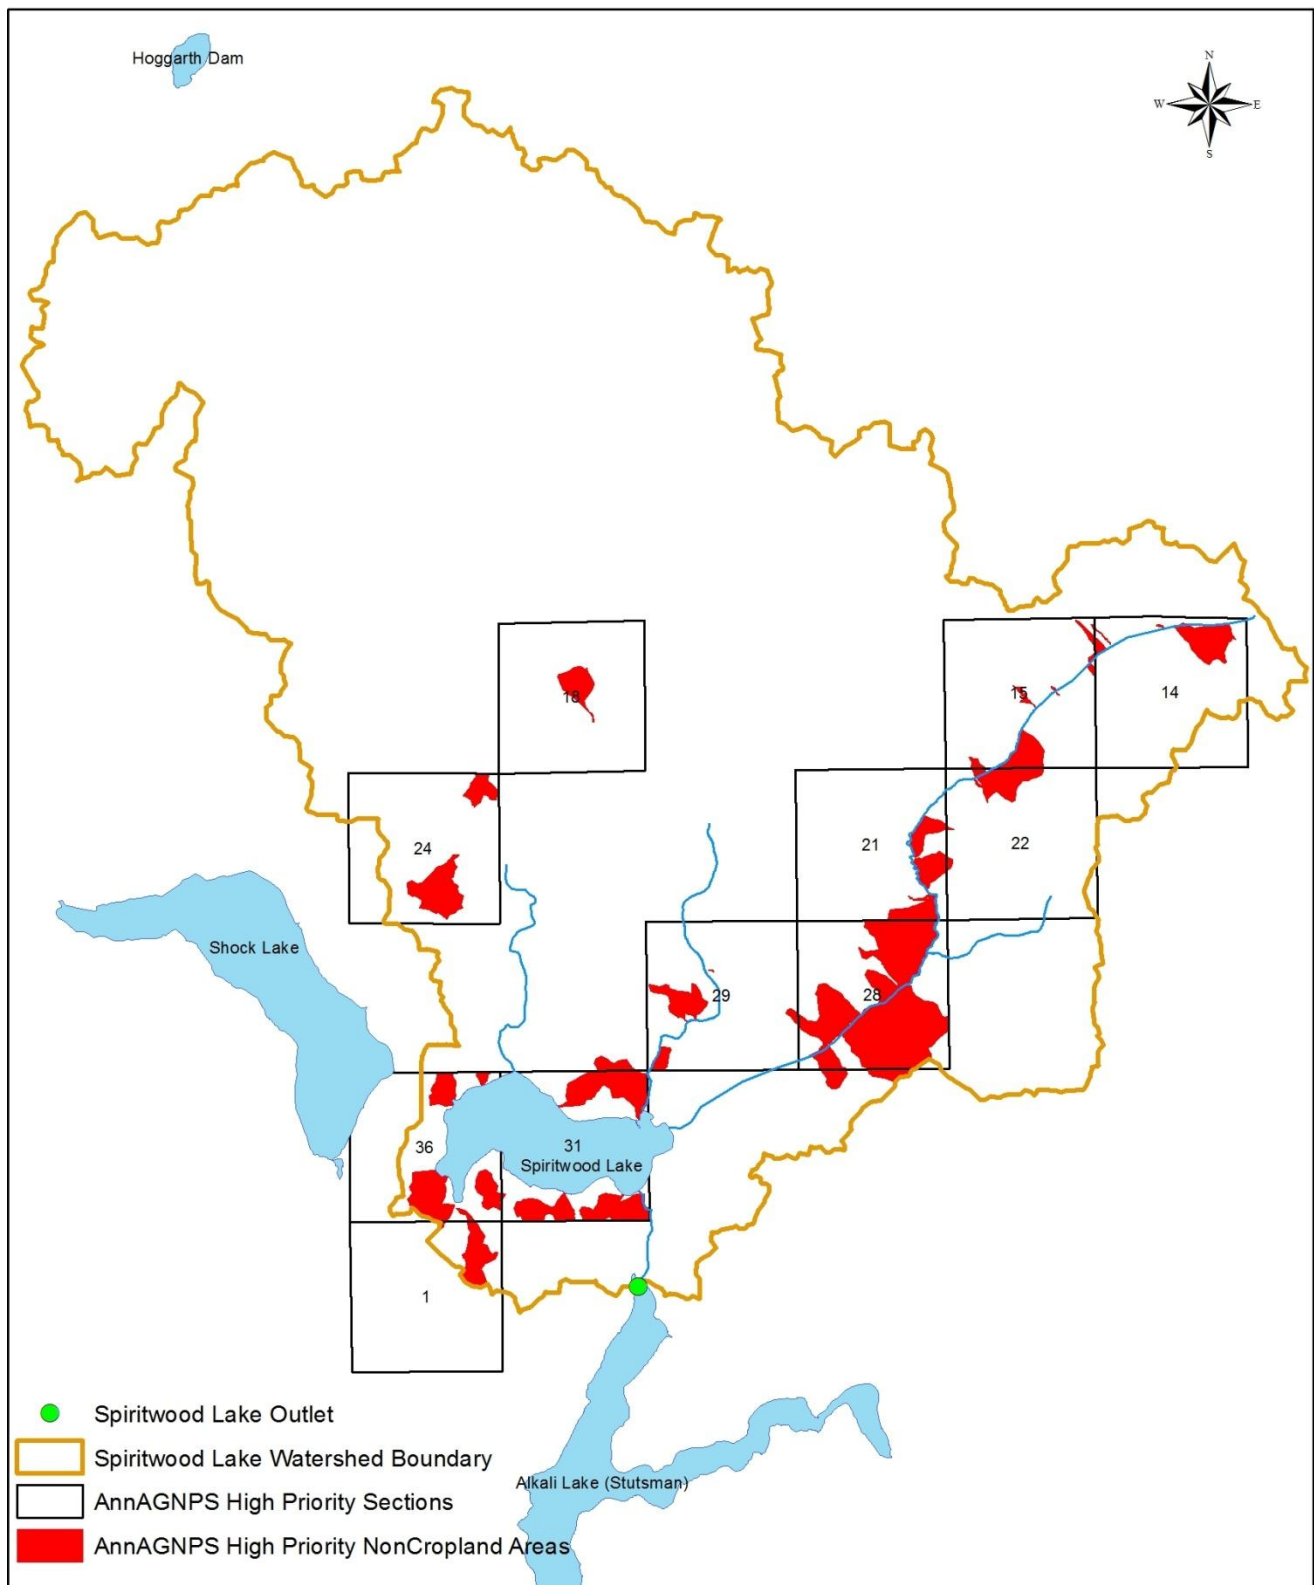 Hoggarth Dam
N
W E
S
18
15
14
24
21
22
Shock Lake
29
28
36
31
Spiritwood Lake
1
Spiritwood Lake Outlet
Spiritwood Lake Watershed Boundary
Alkali Lake (Stutsman)
AnnAGNPS High Priority Sections
AnnAGNPS High Priority NonCropland Areas